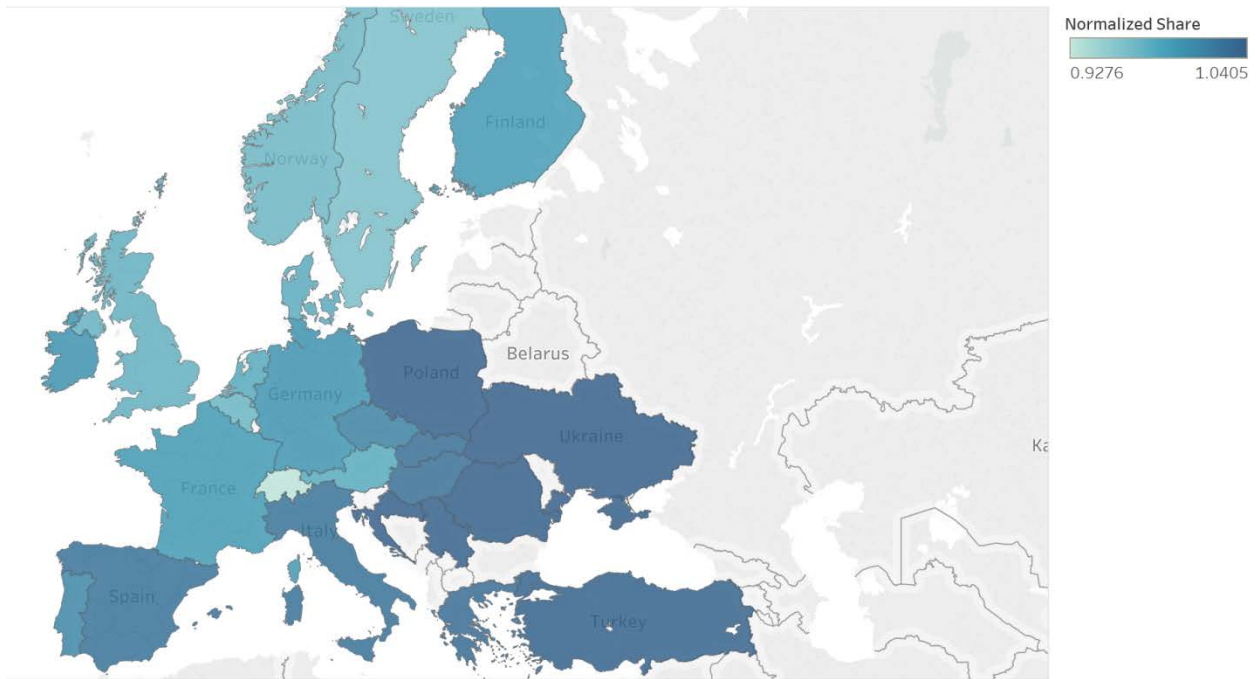 Sweden
Normalized Share
0.9276 1.0405
Finland
Norway
Belarus
Poland
Germany
Ukraine
Ka
France
Italy
Spain
Turkey